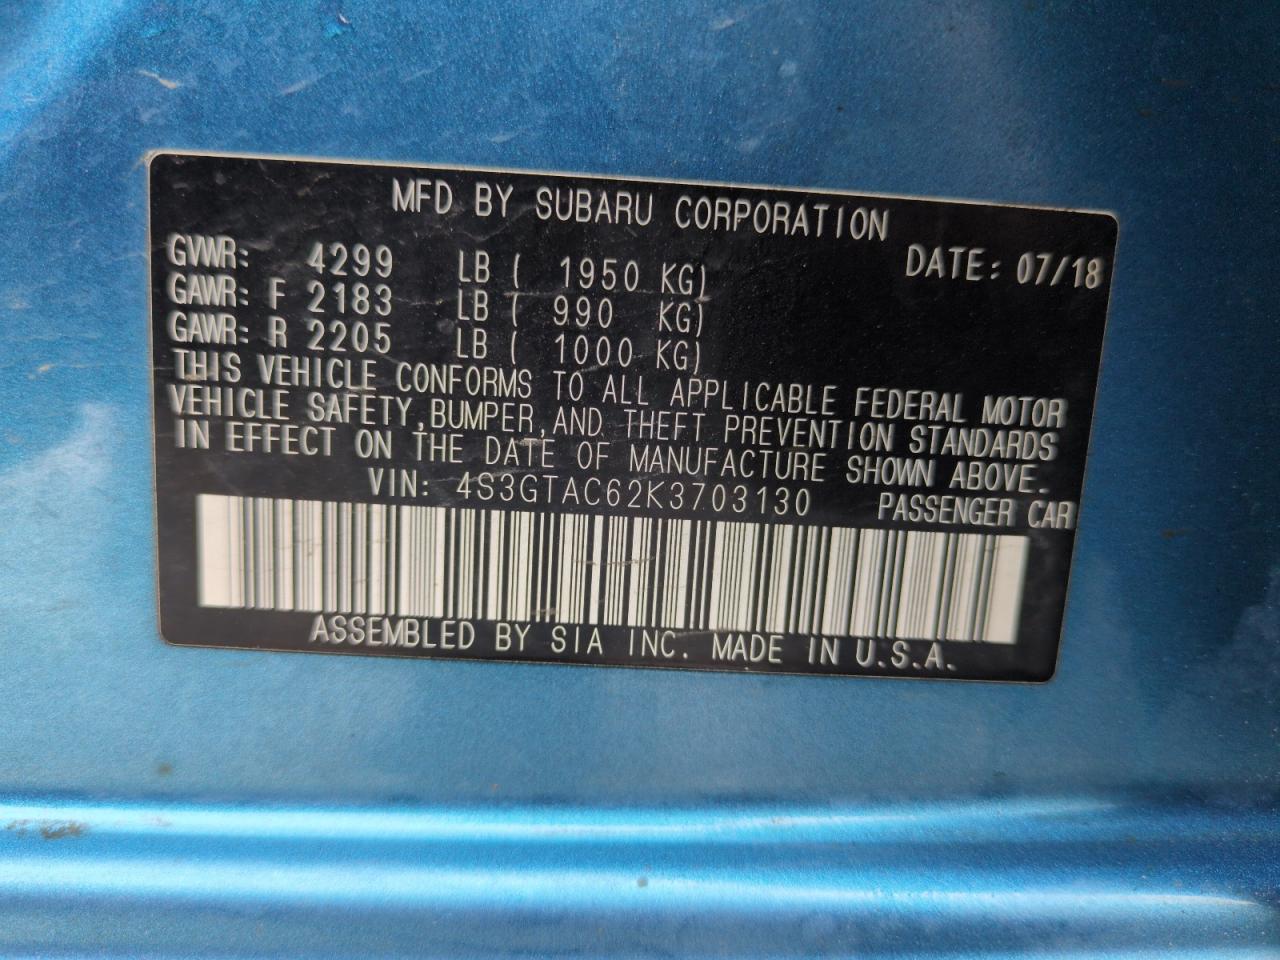 MFD BY SUBARU CORPORATION
GVWR: 4299 LB ( 1950 KG) DATE: 07/18
GAWR: F 2183 LB ( 990 KG)
GAWR: R 2205 LB ( 1000 KG)
THIS VEHICLE CONFORMS TO ALL APPLICABLE FEDERAL MOTOR
VEHICLE SAFETY,BUMPER,AND THEFT PREVENTION STANDARDS
IN EFFECT ON THE DATE OF MANUFACTURE SHOWN ABOVE.
VIN: 4S3GTAC62K3703130 PASSENGER CAR
ASSEMBLED BY SIA INC. MADE IN U.S.A.